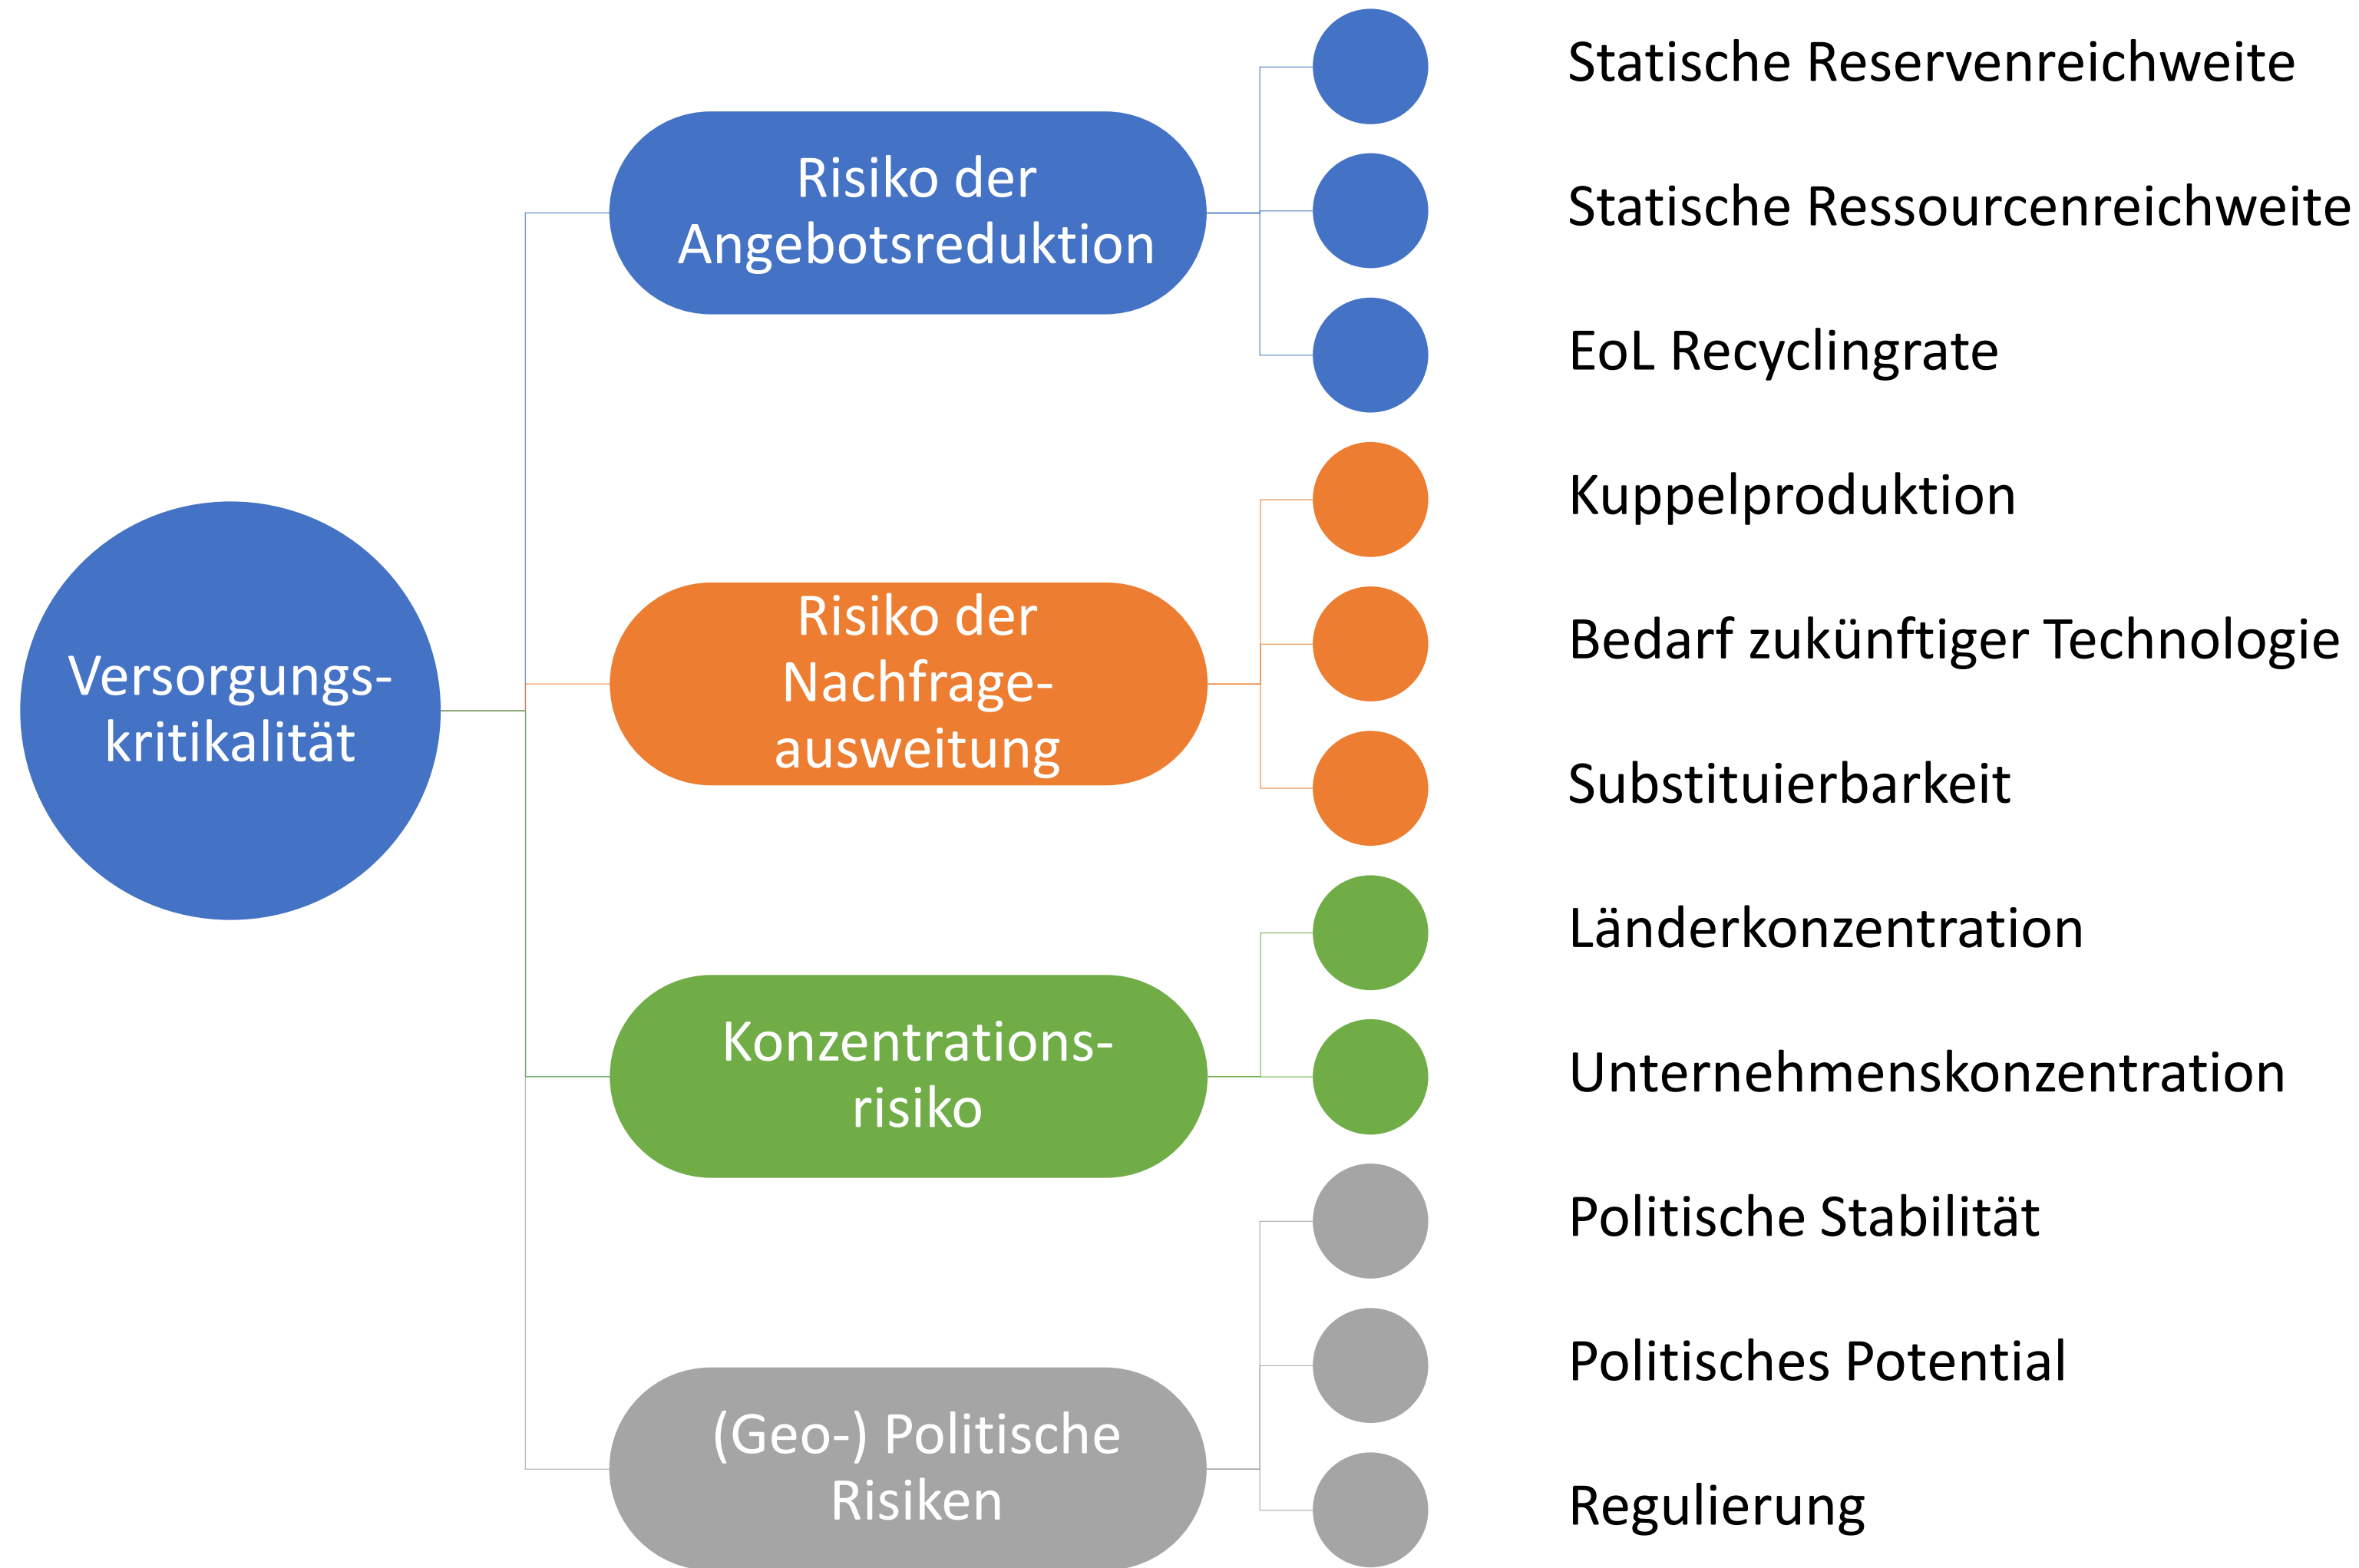 Versorgungs-
kritikalität
Risiko der
Angebotsreduktion
Statische Reservenreichweite
Statische Ressourcenreichweite
EoL Recyclingrate
Risiko der
Nachfrage-
ausweitung
Kuppelproduktion
Bedarf zukünftiger Technologie
Substituierbarkeit
Konzentrations-
risiko
Länderkonzentration
Unternehmenskonzentration
(Geo-) Politische
Risiken
Politische Stabilität
Politisches Potential
Regulierung